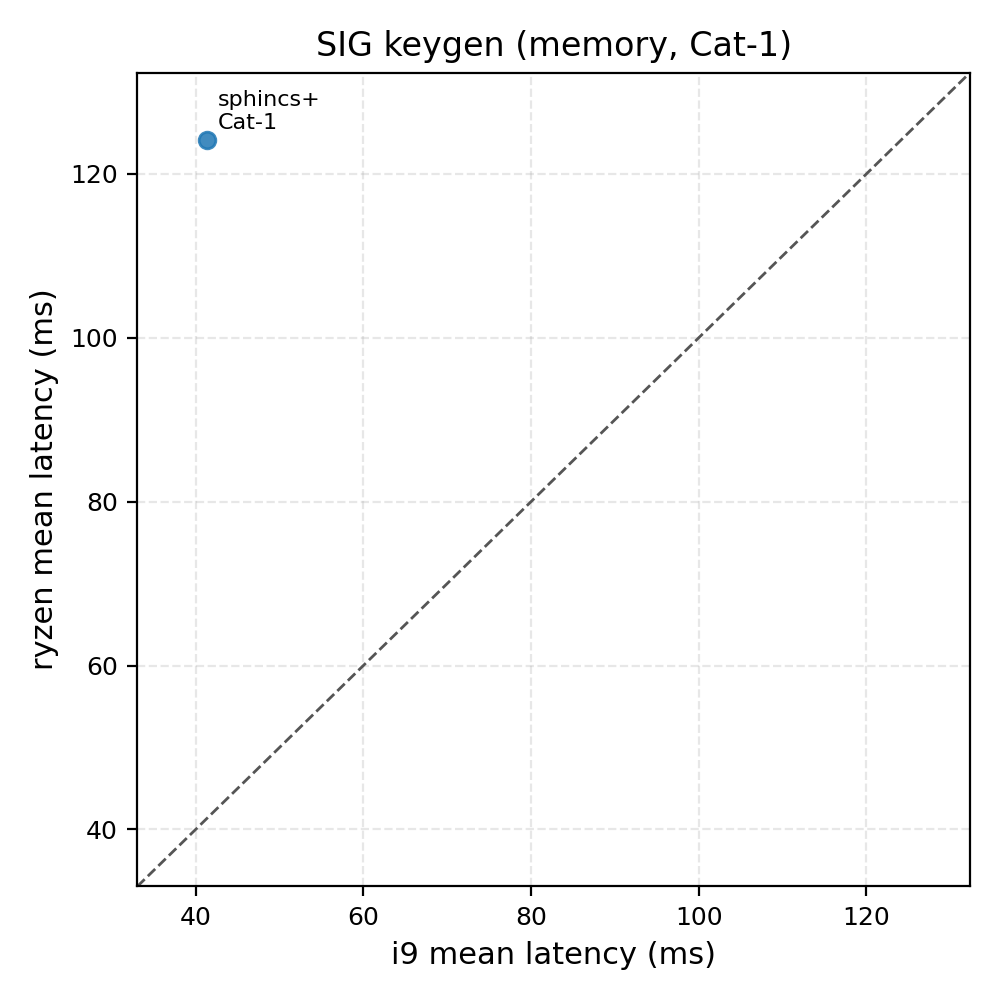 SIG keygen (memory, Cat-1)
sphincs+
Cat-1
120
100
80
60
40
ryzen mean latency (ms)
40
60
80
100
120
i9 mean latency (ms)